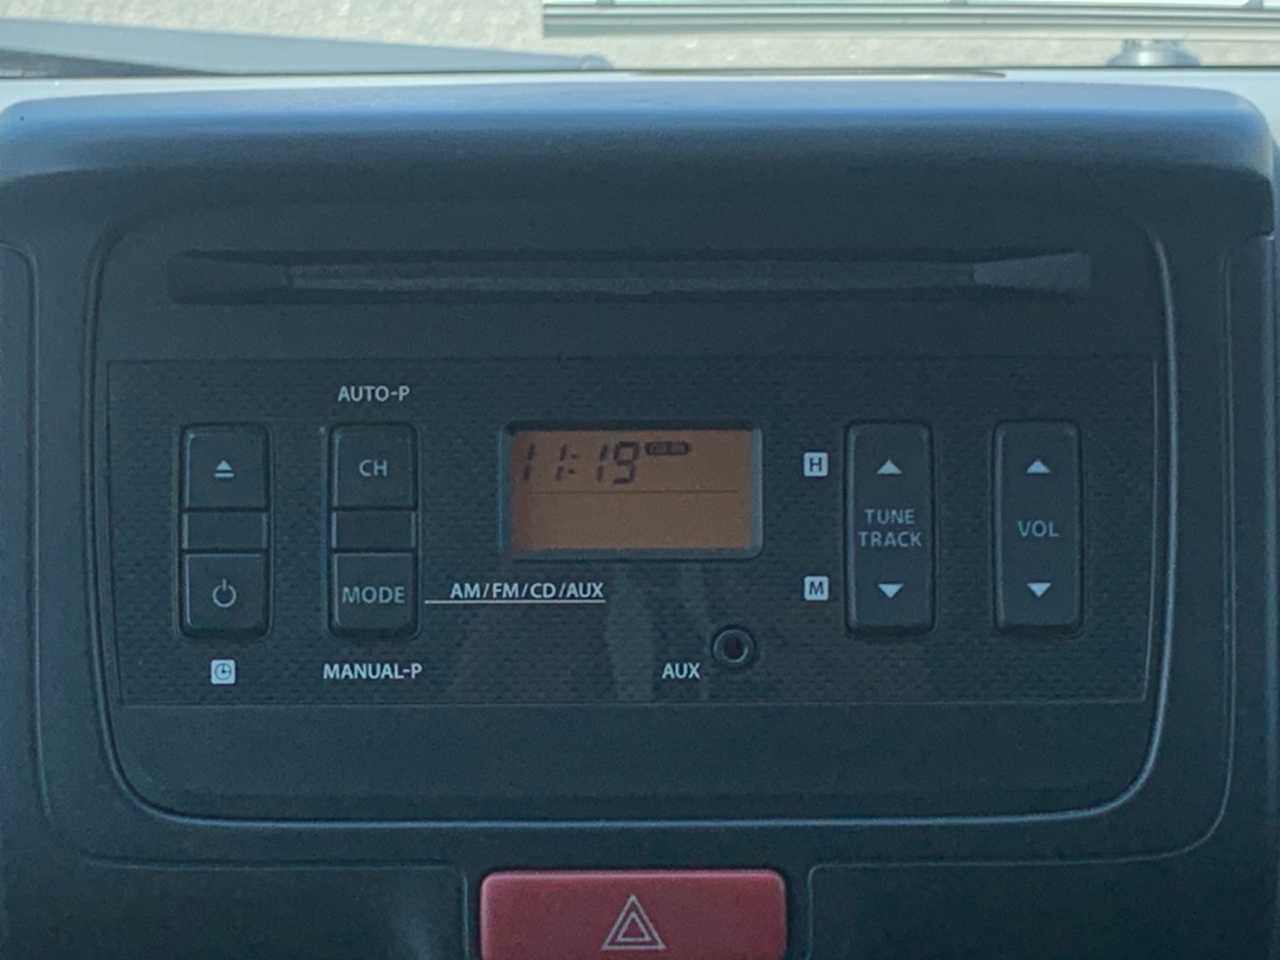 AUTO-P
CH
11:19
H
TUNE
TRACK
VOL
MODE
AM/FM/CD/AUX
M
MANUAL-P
AUX